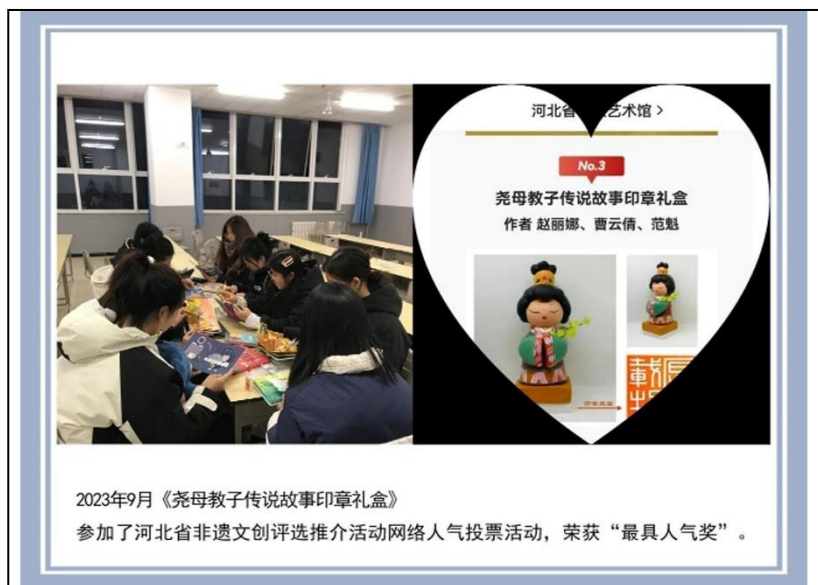 河北省 艺术馆 >
No.3
尧母教子传说故事印章礼盒
作者 赵丽娜、曹云倩、范魁
2023年9月《尧母教子传说故事印章礼盒》
参加了河北省非遗文创评选推介活动网络人气投票活动，荣获“最具人气奖”。